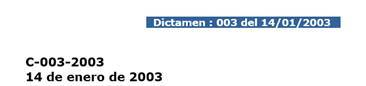 Dictamen : 003 del 14/01/2003
C-003-2003
14 de enero de 2003